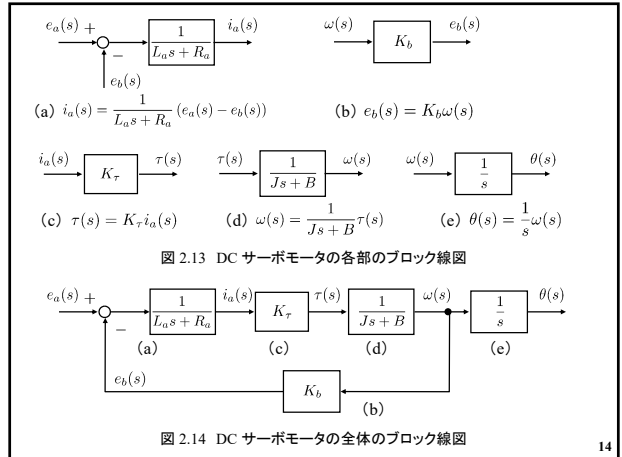 e_a(s) + 1 i_a(s) ω(s) e_b(s)
− L_a s + R_a K_b
e_b(s)
(a) i_a(s) = 1/(L_a s + R_a) (e_a(s) − e_b(s)) (b) e_b(s) = K_b ω(s)
i_a(s) K_τ τ(s) τ(s) 1/(Js + B) ω(s) ω(s) 1/s θ(s)
(c) τ(s) = K_τ i_a(s) (d) ω(s) = 1/(Js + B) τ(s) (e) θ(s) = 1/s ω(s)
図 2.13 DC サーボモータの各部のブロック線図
e_a(s) + − 1/(L_a s + R_a) i_a(s) K_τ τ(s) 1/(Js + B) ω(s) 1/s θ(s)
(a) (c) (d) (e)
e_b(s) K_b
(b)
図 2.14 DC サーボモータの全体のブロック線図
14